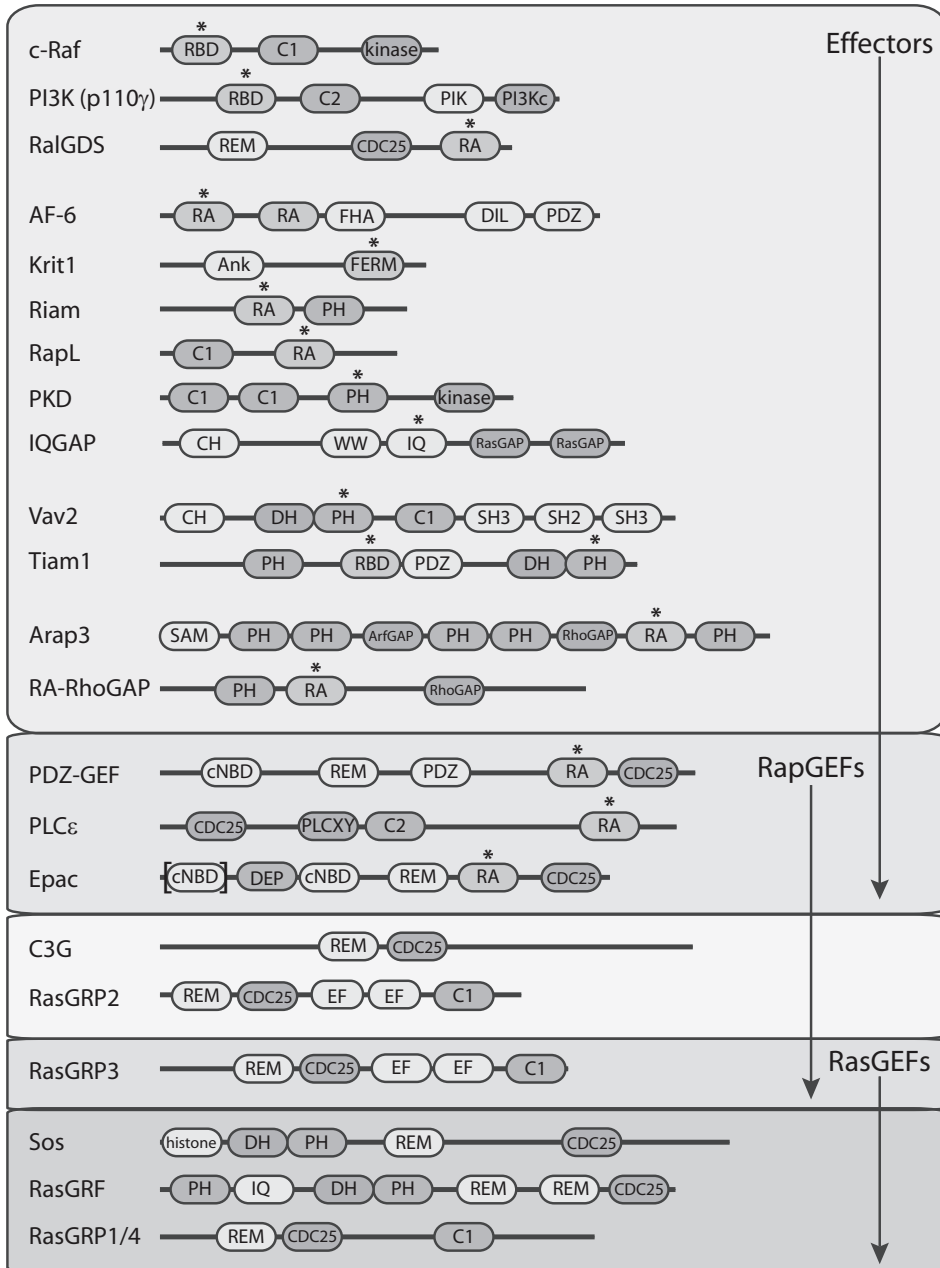 Effectors
c-Raf * RBD C1 kinase
PI3K (p110γ) * RBD C2 PIK PI3Kc
RalGDS REM CDC25 * RA
AF-6 * RA RA FHA DIL PDZ
Krit1 Ank * FERM
Riam * RA PH
RapL C1 * RA
PKD C1 C1 * PH kinase
IQGAP CH WW * IQ RasGAP RasGAP
Vav2 CH DH * PH C1 SH3 SH2 SH3
Tiam1 PH * RBD PDZ DH * PH
Arap3 SAM PH PH ArfGAP PH PH RhoGAP * RA PH
RA-RhoGAP PH * RA RhoGAP
RapGEFs
PDZ-GEF cNBD REM PDZ * RA CDC25
PLCε CDC25 PLCXY C2 * RA
Epac [cNBD] DEP cNBD REM * RA CDC25
C3G REM CDC25
RasGRP2 REM CDC25 EF EF C1
RasGEFs
RasGRP3 REM CDC25 EF EF C1
Sos histone DH PH REM CDC25
RasGRF PH IQ DH PH REM REM CDC25
RasGRP1/4 REM CDC25 C1